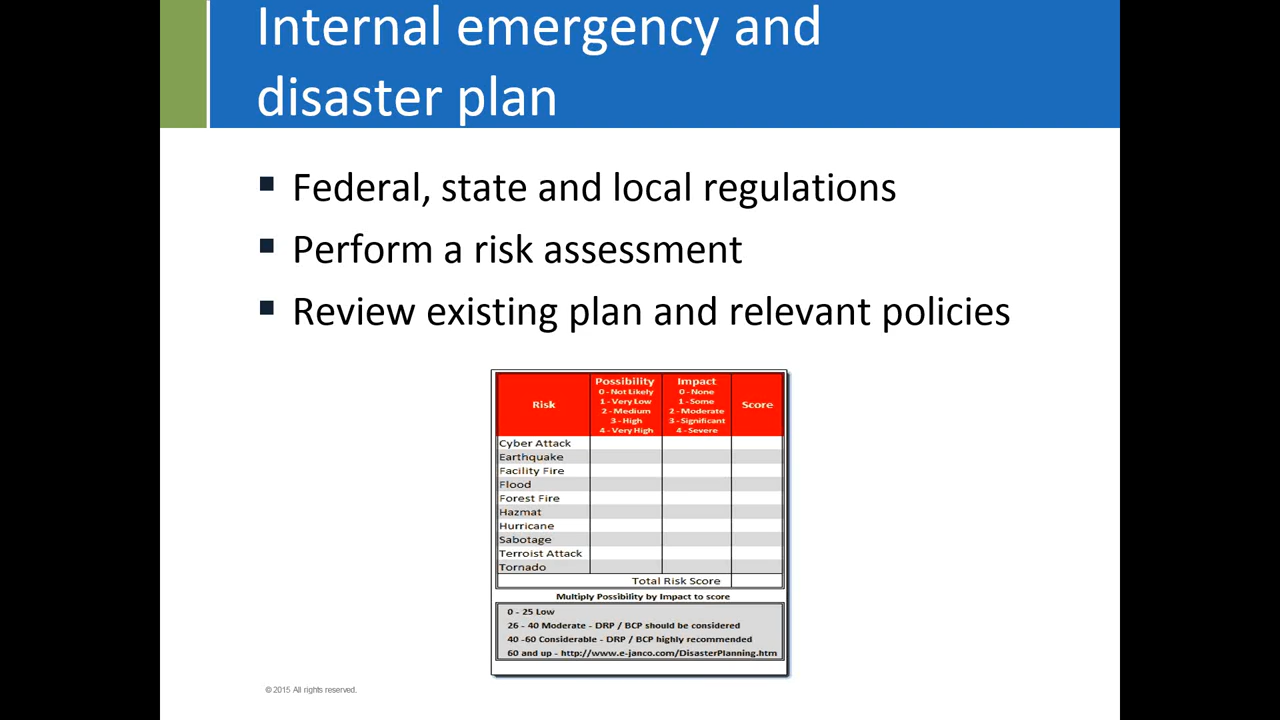 Internal emergency and
disaster plan
Federal, state and local regulations
Perform a risk assessment
Review existing plan and relevant policies
Risk
Possibility
0 - Not Likely
1 - Very Low
2 - Medium
3 - High
4 - Very High
Impact
0 - None
1 - Some
2 - Moderate
3 - Significant
4 - Severe
Score
Cyber Attack
Earthquake
Facility Fire
Flood
Forest Fire
Hazmat
Hurricane
Sabotage
Terroist Attack
Tornado
Total Risk Score
Multiply Possibility by Impact to score
0 - 25 Low
26 - 40 Moderate - DRP / BCP should be considered
40 -60 Considerable - DRP / BCP highly recommended
60 and up - http://www.e-janco.com/DisasterPlanning.htm
© 2015 All rights reserved.